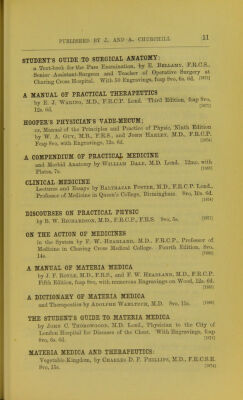 PUBLISHED BY J. AND A. CHURCHILL 11
STUDENT'S GUIDE TO SURGICAL ANATOMY:
a Text-book for the Pass Examination, by E. BELLAMY, F.R.C.S.,
Senior Assistant-Surgeon and Teacher of Operative Surgery at
Charing Cross Hospital. With 50 Engravings, fcap 8vo, 6s. 6d. [1873]
A MANUAL OF PRACTICAL THERAPEUTICS
by E. J. WARING, M.D., F.R.C.P. Lond. Third Edition, fcap 8vo,
12s. 6d. [1871]
HOOPER'S PHYSICIAN'S VADE-MECUM;
or, Manual of the Principles and Practice of Physic, Ninth Edition
by W. A. GUY, M.B., F.R.S., and JOHN HARLEY, M.D., F.R.C.P.
Fcap 8vo, with Engravings, 12s. 6d. [1874]
A COMPENDIUM OF PRACTICAL MEDICINE
and Morbid Anatomy by WILLIAM DALE, M.D. Lond. 12mo. with
Plates, 7s. [1868]
CLINICAL MEDICINE
Lectures and Essays by BALTHAZAR FOSTER, M.D., F.R.C.P. Lond.,
Professor of Medicine in Queen's College, Birmingham. 8vo, 10s. 6d.
[1874]
DISCOURSES ON PRACTICAL PHYSIC
by B. W. RICHARDSON, M.D., F.R.C.P., F.R.S. 8vo, 5s. [1871]
ON THE ACTION OF MEDICINES
in the System by F. W. HEADLAND, M.D., F.R.C.P., Professor of
Medicine in Charing Cross Medical College. Fourth Edition. 8vo,
14s.
A MANUAL OF MATERIA MEDICA
by J. F. ROYLE, M.D., F.R.S., and F. W. HEADLAND, M.D., F.R.C.P.
Fifth Edition, fcap 8vo, with numerous Engravings on Wood, 12s. 6d.
[1868]
A DICTIONARY OF MATERIA MEDICA
and Therapeutics by ADOLPHE WAHLTUCH, M.D. 8vo, 15s. [1868]
THE STUDENT'S GUIDE TO MATERIA MEDICA
by JOHN C. THOROWGOOD, M.D. Lond., Physician to the City of
London Hospital for Diseases of the Chest. With Engravings, fcap
8vo, 6s. 6d. [1874]
MATERIA MEDICA AND THERAPEUTICS:
Vegetable Kingdom, by CHARLES D. F. PHILLIPS, M.D., F.R.C.S.E.
8vo, 15s. [1874]